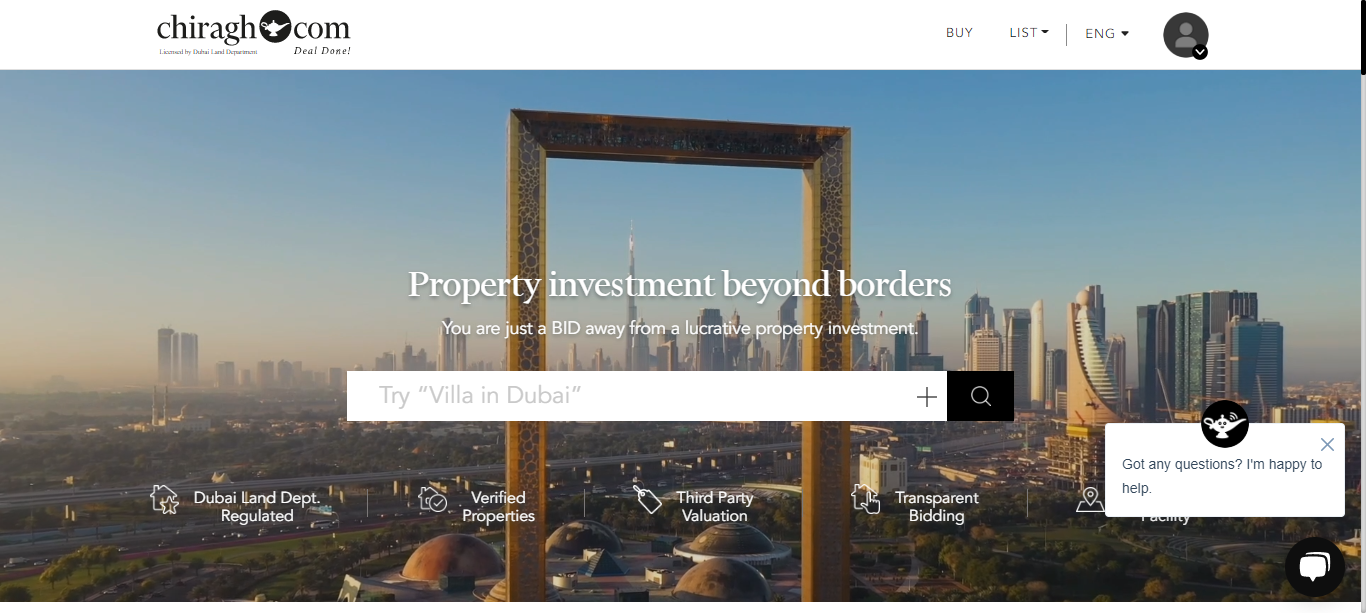 chiragh com
Licensed by Dubai Land Department
Deal Done!
BUY
LIST
ENG
Property investment beyond borders
You are just a BID away from a lucrative property investment.
Try “Villa in Dubai”
Dubai Land Dept.
Regulated
Verified
Properties
Third Party
Valuation
Transparent
Bidding
Facility
Got any questions? I'm happy to
help.